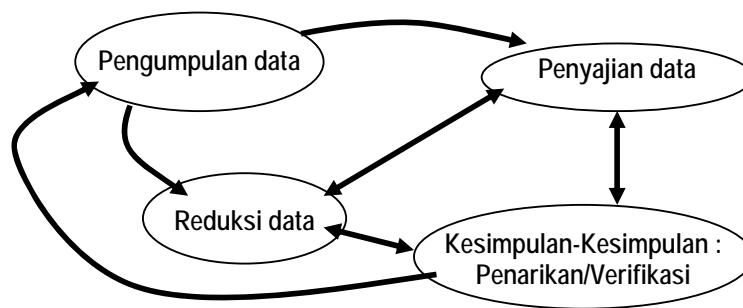 Pengumpulan data
Penyajian data
Reduksi data
Kesimpulan-Kesimpulan :
Penarikan/Verifikasi